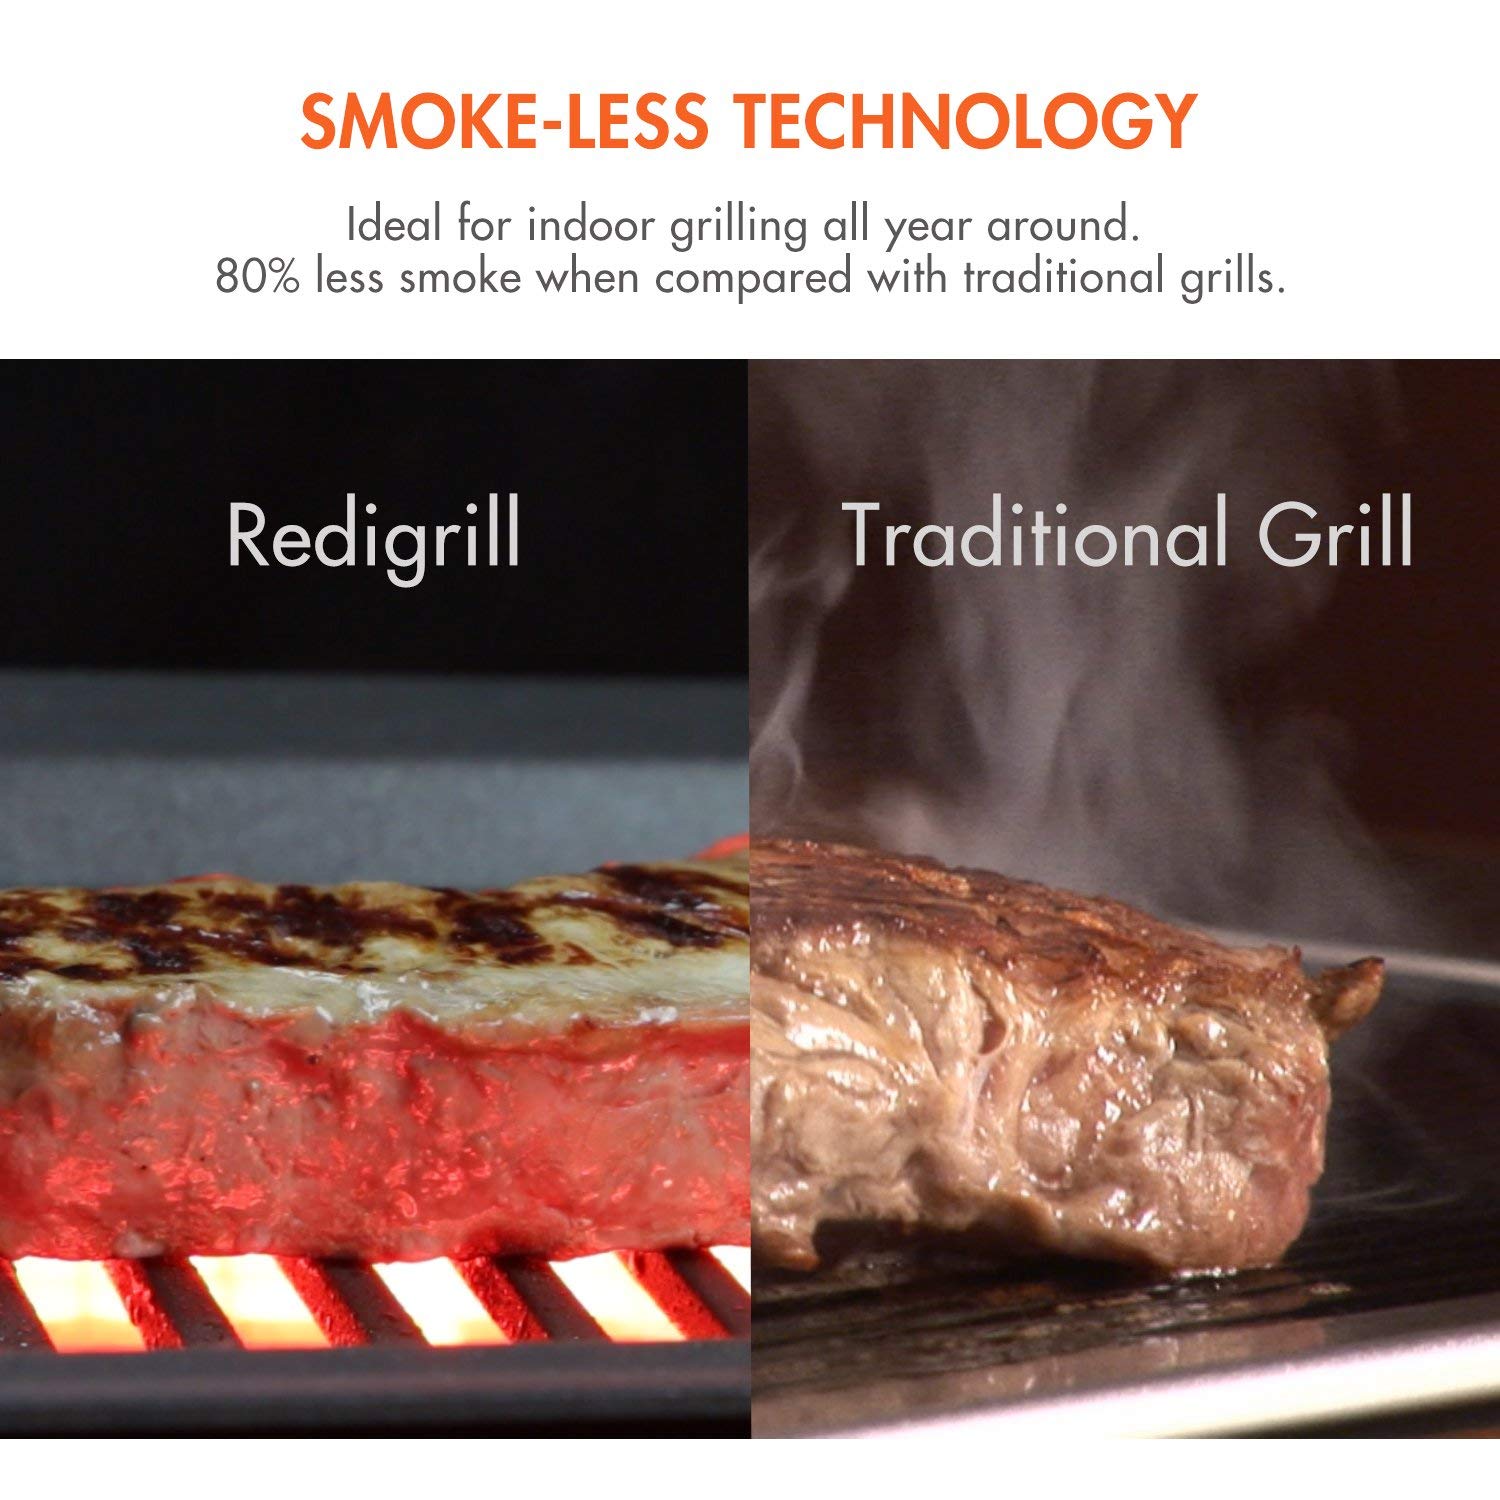 SMOKE-LESS TECHNOLOGY
Ideal for indoor grilling all year around.
80% less smoke when compared with traditional grills.
Redigrill
Traditional Grill